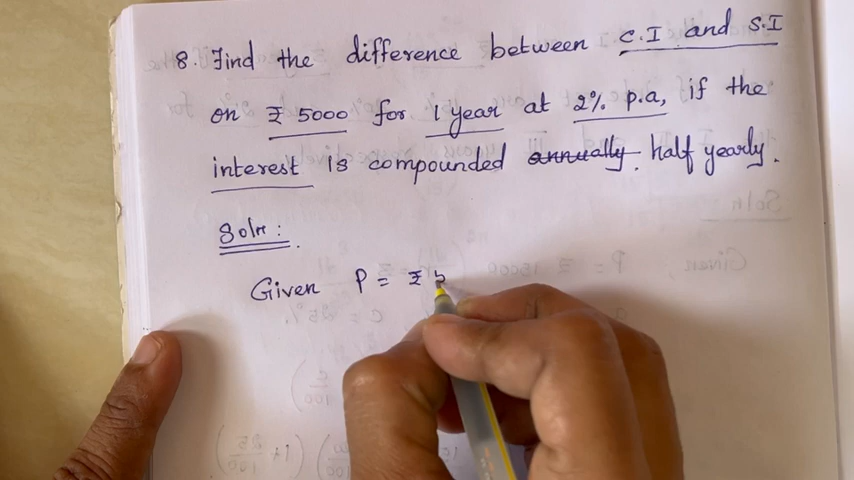 8. Find the difference between C.I and S.I
on ₹ 5000 for 1 year at 2% p.a, if the
interest is compounded annually. half yearly.
Soln:
Given P = ₹ 5